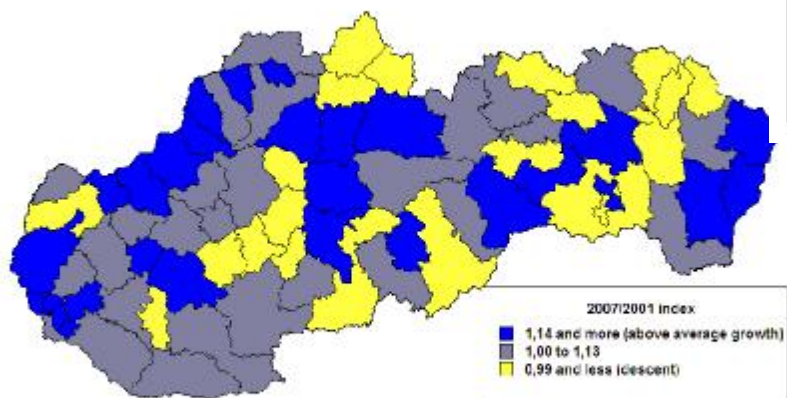 2007/2001 index
1,14 and more (above average growth)
1,00 to 1,13
0,99 and less (descent)